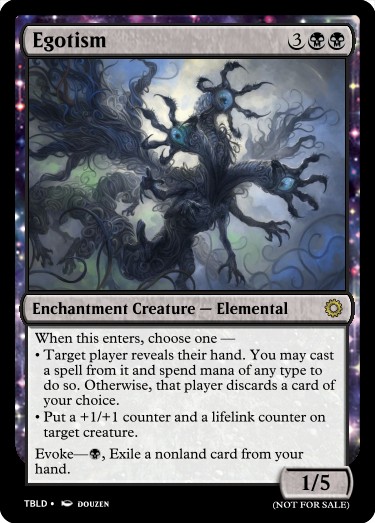 Egotism 3
Enchantment Creature — Elemental
When this enters, choose one —
• Target player reveals their hand. You may cast
a spell from it and spend mana of any type to
do so. Otherwise, that player discards a card of
your choice.
• Put a +1/+1 counter and a lifelink counter on
target creature.
Evoke—, Exile a nonland card from your
hand.
1/5
TBLD • DOUZEN
(NOT FOR SALE)